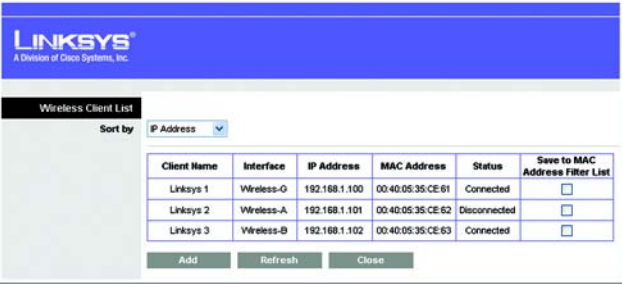 LINKSYS®
A Division of Cisco Systems, Inc.
Wireless Client List
Sort by IP Address
Client Name Interface IP Address MAC Address Status Save to MAC Address Filter List
Linksys 1 Wireless-G 192.168.1.100 00:40:05:35:CE:61 Connected
Linksys 2 Wireless-A 192.168.1.101 00:40:05:35:CE:62 Disconnected
Linksys 3 Wireless-B 192.168.1.102 00:40:05:35:CE:63 Connected
Add Refresh Close